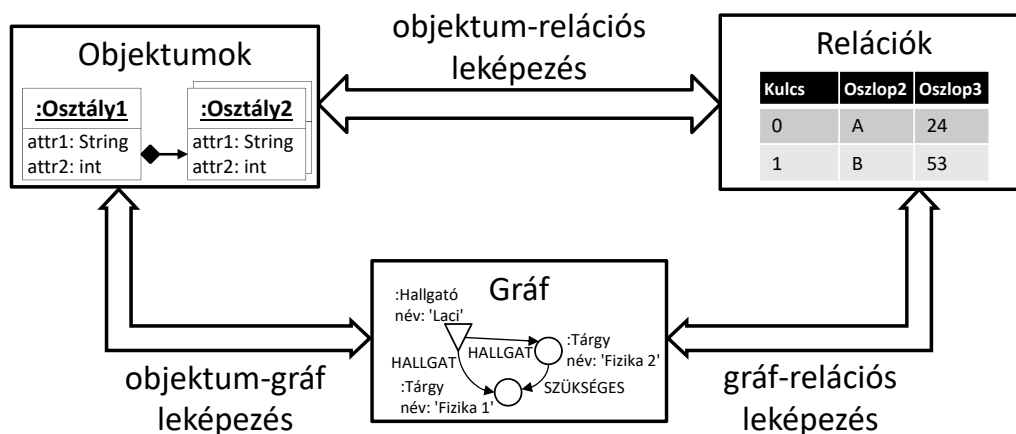 objektum-relációs
leképezés
Objektumok
:Osztály1
attr1: String
attr2: int
:Osztály2
attr1: String
attr2: int
Relációk
Kulcs Oszlop2 Oszlop3
0 A 24
1 B 53
Gráf
:Hallgató
név: 'Laci'
HALLGAT
HALLGAT
:Tárgy
név: 'Fizika 2'
SZÜKSÉGES
:Tárgy
név: 'Fizika 1'
objektum-gráf
leképezés
gráf-relációs
leképezés